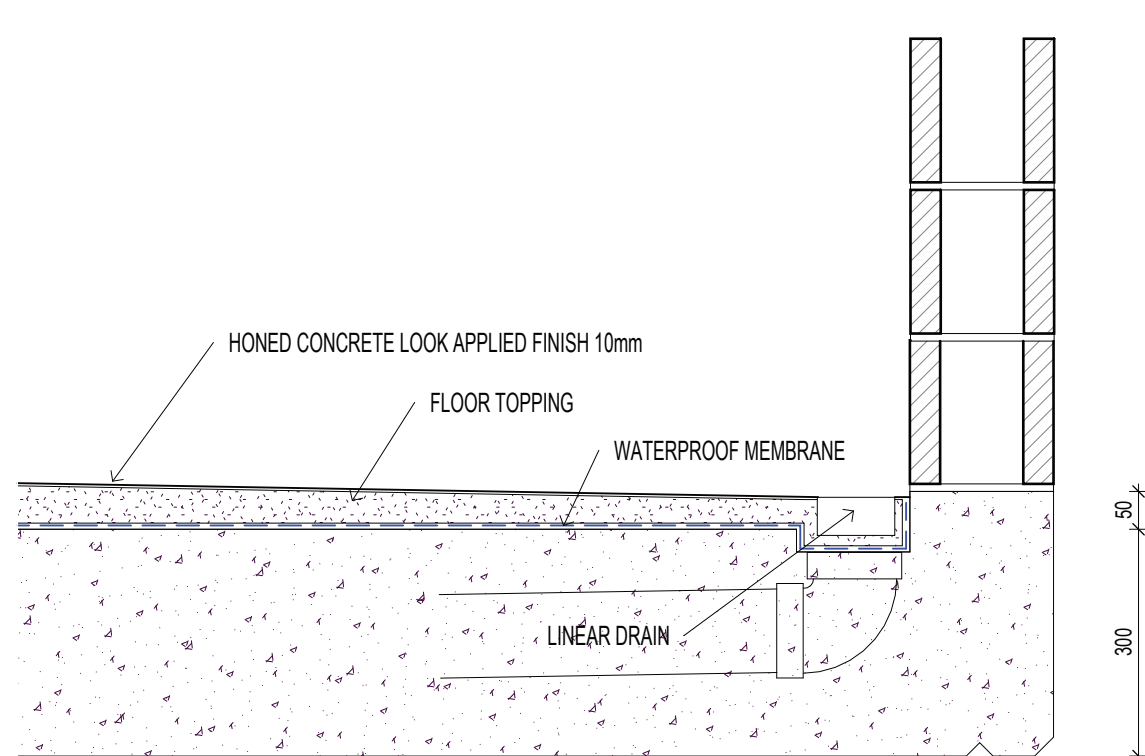 HONED CONCRETE LOOK APPLIED FINISH 10mm
FLOOR TOPPING
WATERPROOF MEMBRANE
50
LINEAR DRAIN
300